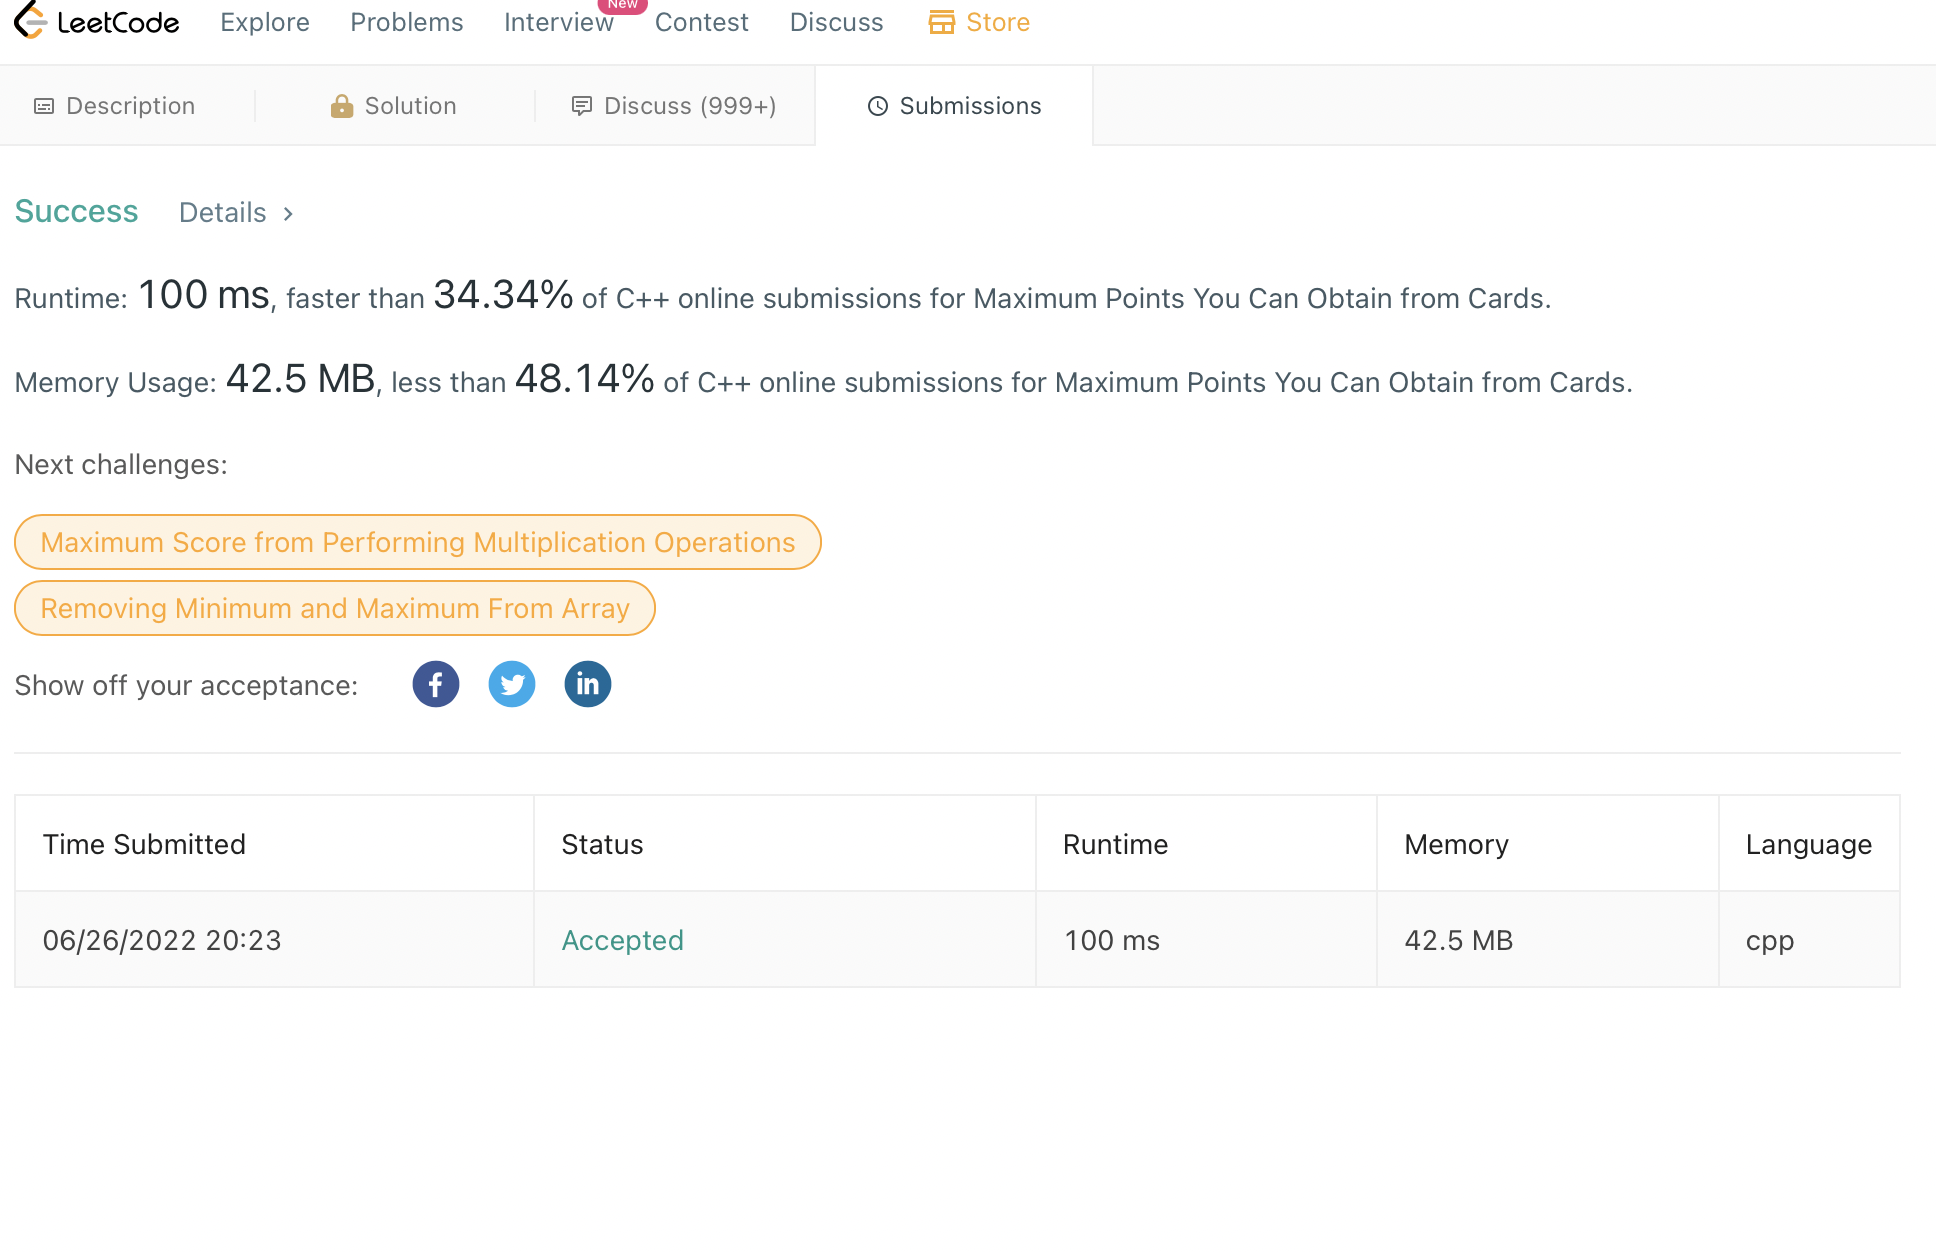 LeetCode Explore Problems Interview New Contest Discuss Store
Description Solution Discuss (999+) Submissions
Success Details >
Runtime: 100 ms, faster than 34.34% of C++ online submissions for Maximum Points You Can Obtain from Cards.
Memory Usage: 42.5 MB, less than 48.14% of C++ online submissions for Maximum Points You Can Obtain from Cards.
Next challenges:
Maximum Score from Performing Multiplication Operations
Removing Minimum and Maximum From Array
Show off your acceptance:
Time Submitted Status Runtime Memory Language
06/26/2022 20:23 Accepted 100 ms 42.5 MB cpp